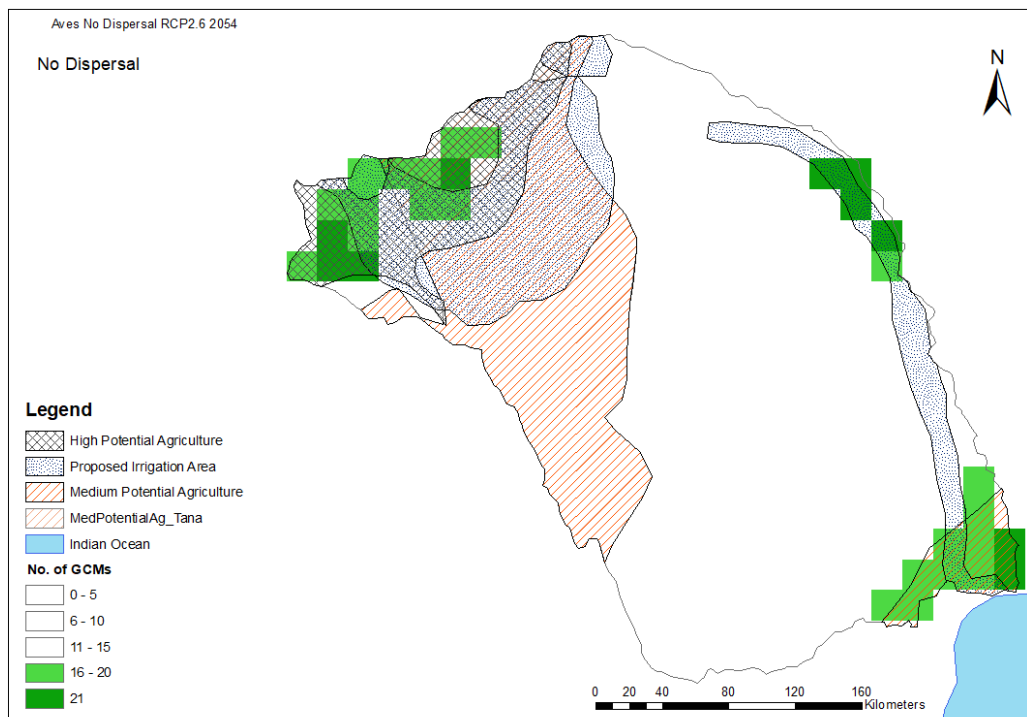 Aves No Dispersal RCP2.6 2054
No Dispersal
N
Legend
High Potential Agriculture
Proposed Irrigation Area
Medium Potential Agriculture
MedPotentialAg_Tana
Indian Ocean
No. of GCMs
0 - 5
6 - 10
11 - 15
16 - 20
21
0 20 40 80 120 160
Kilometers